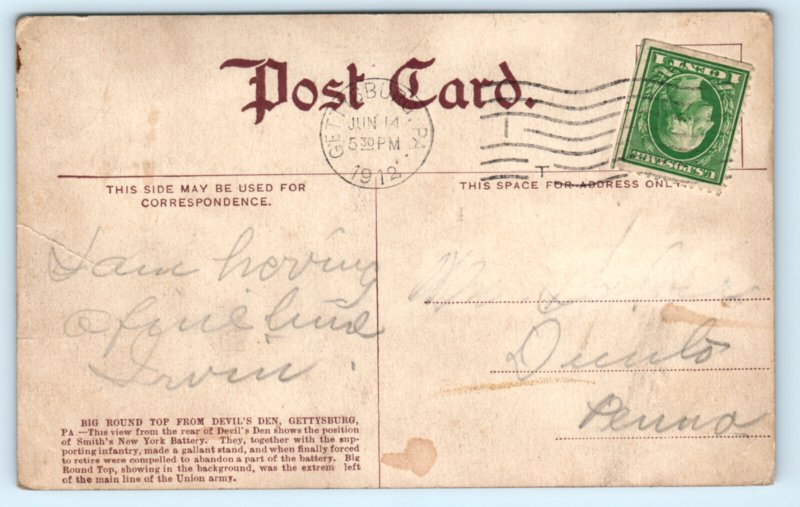 Post Card.
GETTYSBURG, PA.
JUN 14
5 30 PM
1912
1 CENT 1
U.S. POSTAGE
THIS SIDE MAY BE USED FOR
CORRESPONDENCE.
THIS SPACE FOR ADDRESS ONLY.
I am having
a fine time
Irvin
Dunlo
Penna
BIG ROUND TOP FROM DEVIL'S DEN, GETTYSBURG,
PA —This view from the rear of Devil's Den shows the position
of Smith's New York Battery. They, together with the sup-
porting infantry, made a gallant stand, and when finally forced
to retire were compelled to abandon a part of the battery. Big
Round Top, showing in the background, was the extrem left
of the main line of the Union army.